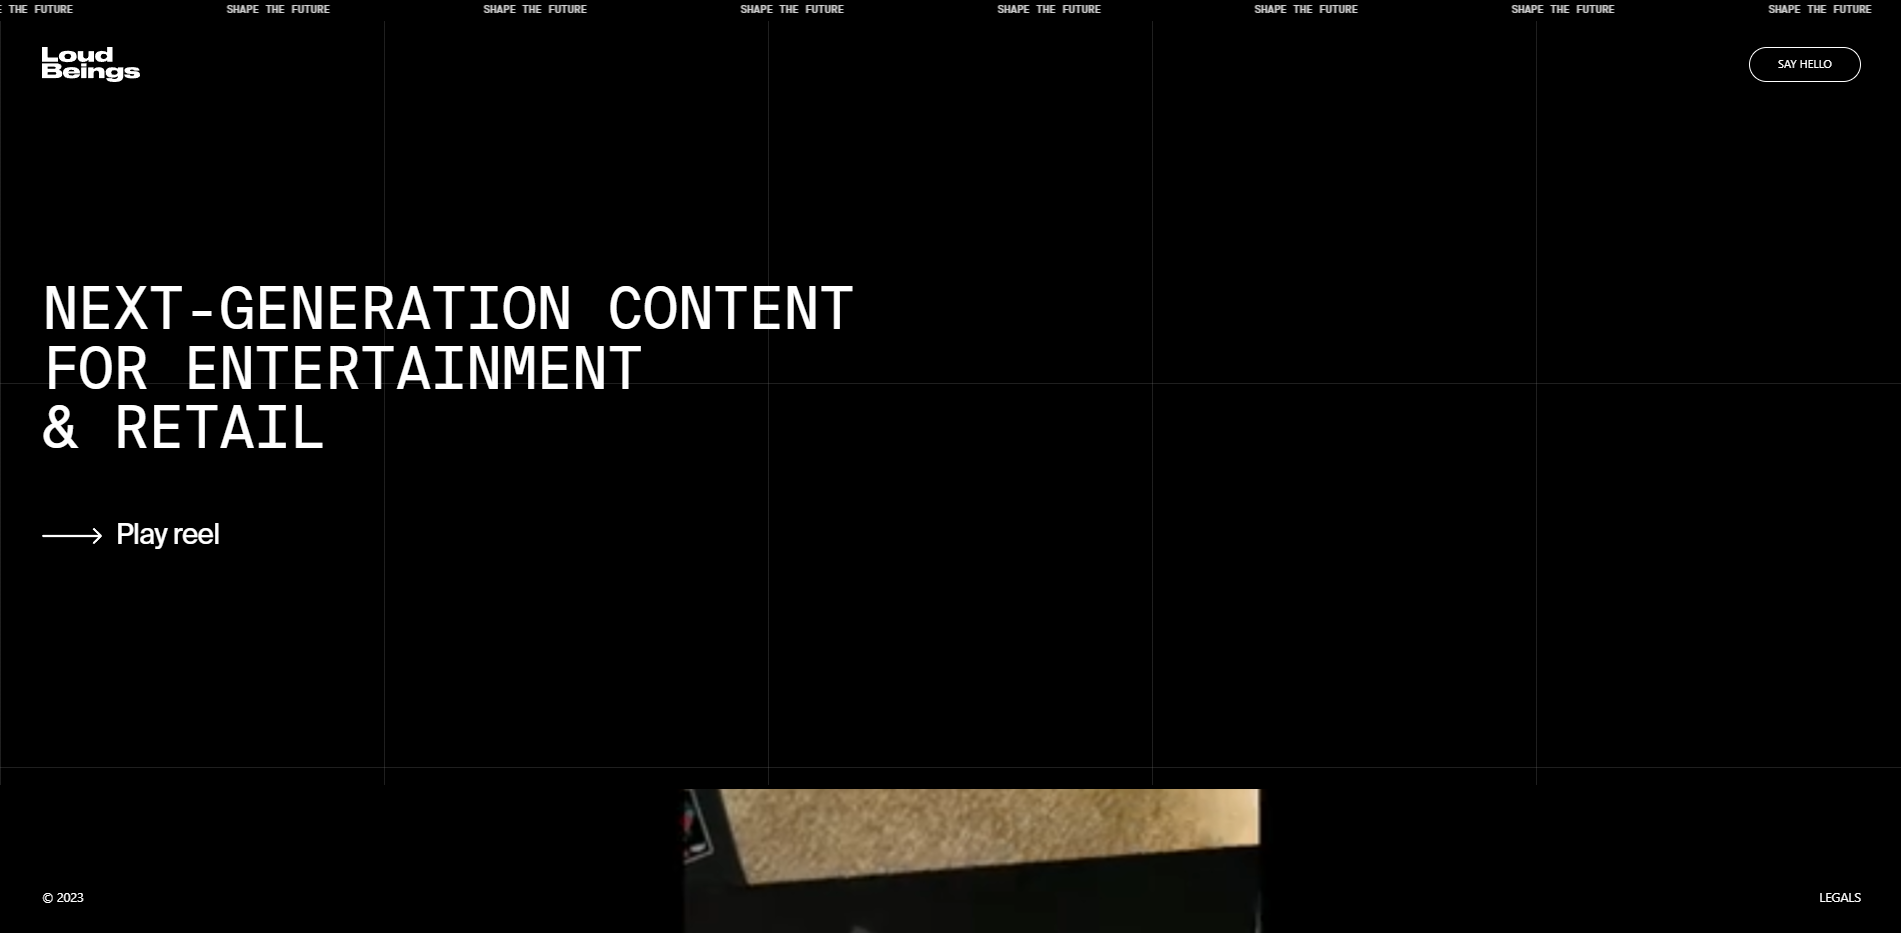 THE FUTURE SHAPE THE FUTURE SHAPE THE FUTURE SHAPE THE FUTURE SHAPE THE FUTURE SHAPE THE FUTURE SHAPE THE FUTURE SHAPE THE FUTURE
Loud
Beings
SAY HELLO
NEXT-GENERATION CONTENT
FOR ENTERTAINMENT
& RETAIL
Play reel
© 2023
LEGALS